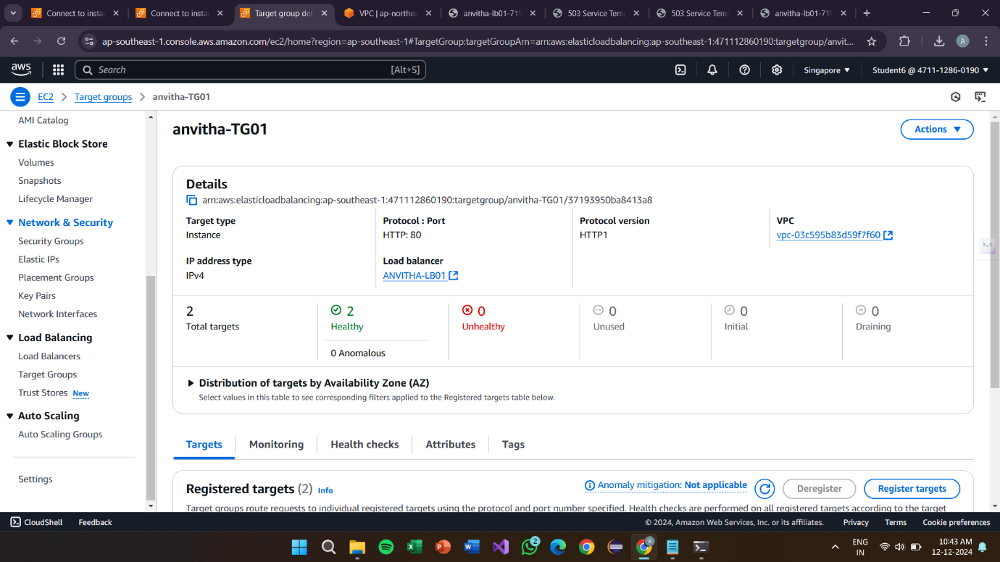 Connect to instan
Connect to instan
Target group det
VPC | ap-northea
anvitha-lb01-719
503 Service Temp
503 Service Temp
anvitha-lb01-719
ap-southeast-1.console.aws.amazon.com/ec2/home?region=ap-southeast-1#TargetGroup:targetGroupArn=arn:aws:elasticloadbalancing:ap-southeast-1:471112860190:targetgroup/anvit...
A
aws
Search
[Alt+S]
Singapore
Student6 @ 4711-1286-0190
EC2
Target groups
anvitha-TG01
AMI Catalog
Elastic Block Store
Volumes
Snapshots
Lifecycle Manager
Network & Security
Security Groups
Elastic IPs
Placement Groups
Key Pairs
Network Interfaces
Load Balancing
Load Balancers
Target Groups
Trust Stores New
Auto Scaling
Auto Scaling Groups
Settings
anvitha-TG01
Actions
Details
arn:aws:elasticloadbalancing:ap-southeast-1:471112860190:targetgroup/anvitha-TG01/37193950ba8413a8
Target type
Instance
Protocol : Port
HTTP: 80
Protocol version
HTTP1
VPC
vpc-03c595b83d59f7f60
IP address type
IPv4
Load balancer
ANVITHA-LB01
2
Total targets
2
Healthy
0 Anomalous
0
Unhealthy
0
Unused
0
Initial
0
Draining
Distribution of targets by Availability Zone (AZ)
Select values in this table to see corresponding filters applied to the Registered targets table below.
Targets
Monitoring
Health checks
Attributes
Tags
Registered targets (2) Info
Anomaly mitigation: Not applicable
Deregister
Register targets
Target groups route requests to individual registered targets using the protocol and port number specified. Health checks are performed on all registered targets according to the target
CloudShell
Feedback
© 2024, Amazon Web Services, Inc. or its affiliates.
Privacy
Terms
Cookie preferences
2
A
ENG
IN
10:43 AM
12-12-2024